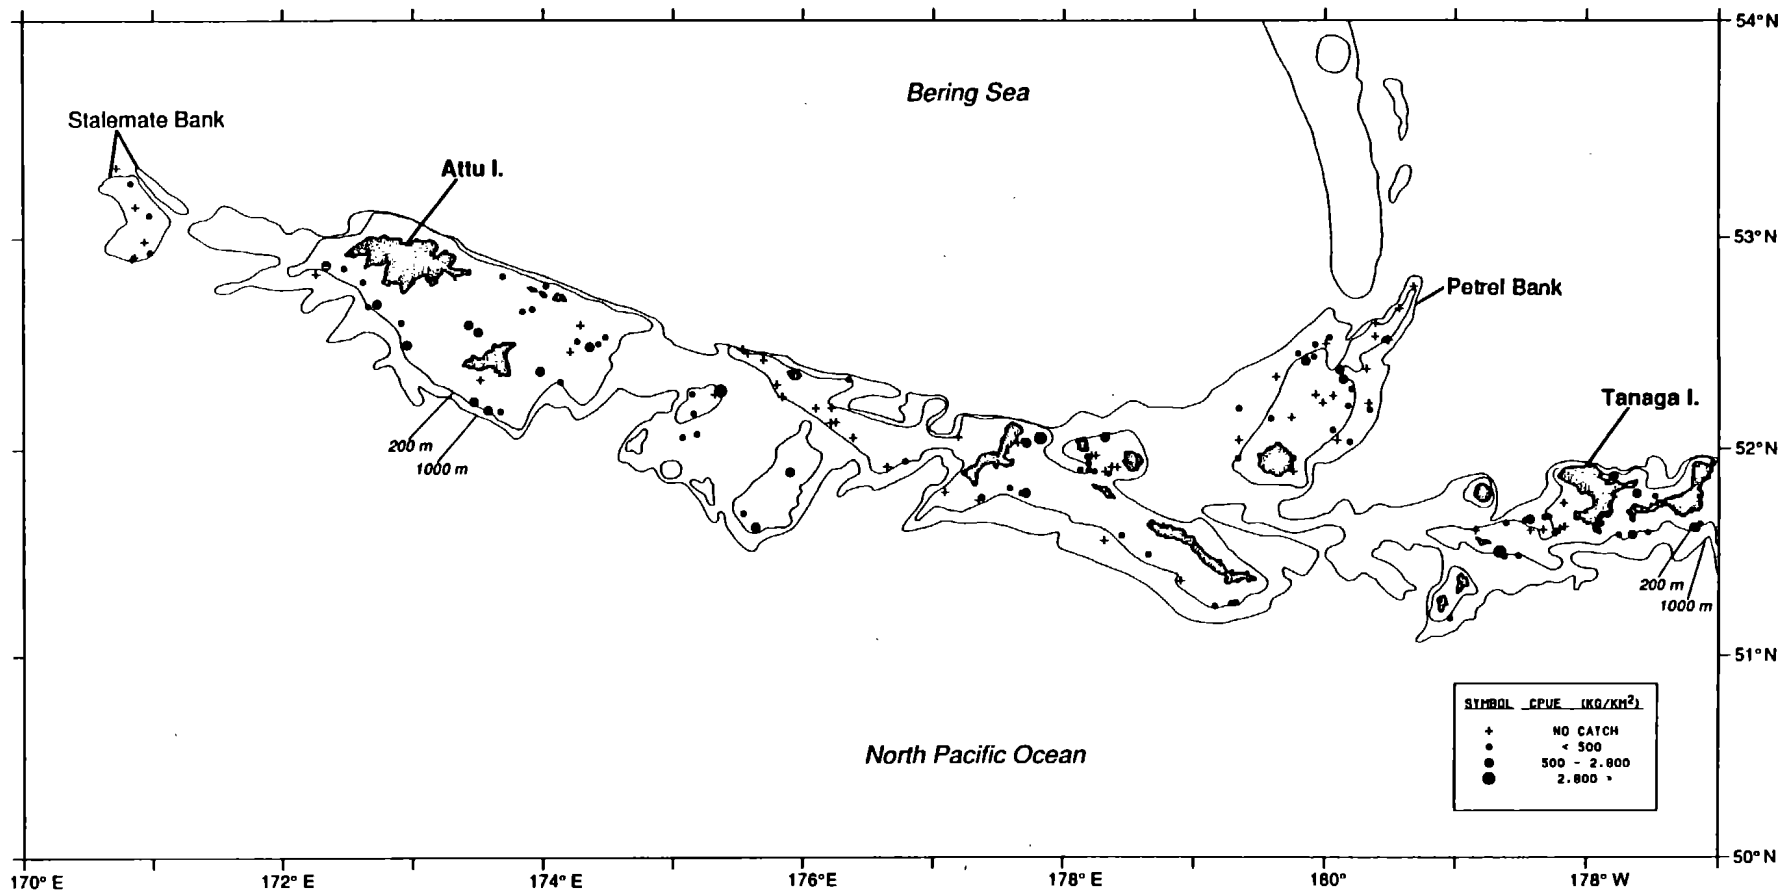 54° N
Bering Sea
Stalemate Bank
Attu I.
53° N
Petrel Bank
Tanaga I.
52° N
200 m
1000 m
200 m
1000 m
51° N
SYMBOL CPUE (KG/KM²)
+ NO CATCH
• < 500
• 500 - 2.800
• 2.800 >
North Pacific Ocean
50° N
170° E 172° E 174° E 176° E 178° E 180° 178° W